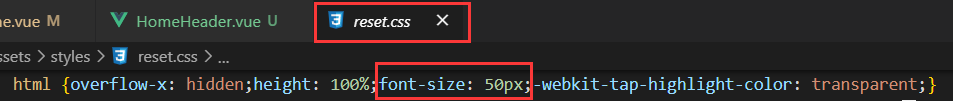 e.vue M HomeHeader.vue U reset.css
ssets > styles > reset.css > ...
html {overflow-x: hidden;height: 100%;font-size: 50px;-webkit-tap-highlight-color: transparent;}